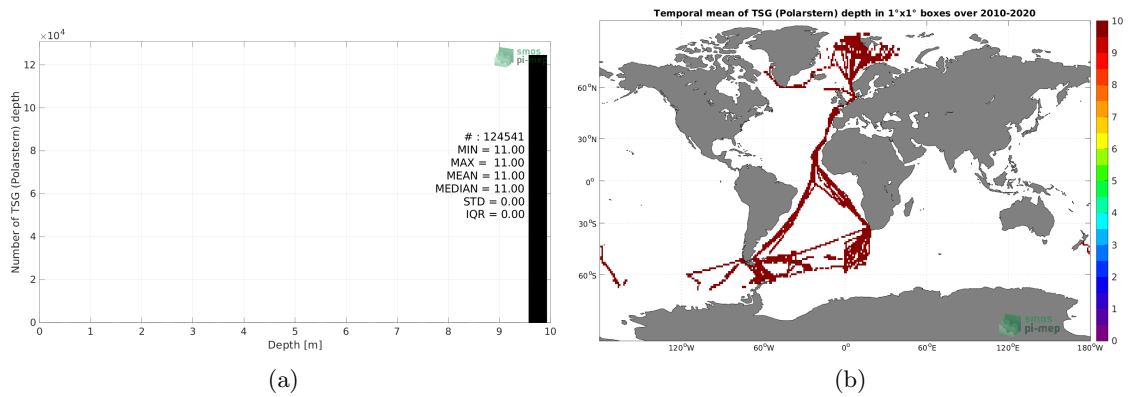 ×10⁴
smos
pi-mep
12
10
8
6
4
2
0
Number of TSG (Polarstern) depth
# : 124541
MIN = 11.00
MAX = 11.00
MEAN = 11.00
MEDIAN = 11.00
STD = 0.00
IQR = 0.00
0 1 2 3 4 5 6 7 8 9 10
Depth [m]
(a)
Temporal mean of TSG (Polarstern) depth in 1°x1° boxes over 2010-2020
60°N
30°N
0°
30°S
60°S
120°W 60°W 0° 60°E 120°E 180°W
smos
pi-mep
10
9
8
7
6
5
4
3
2
1
0
(b)